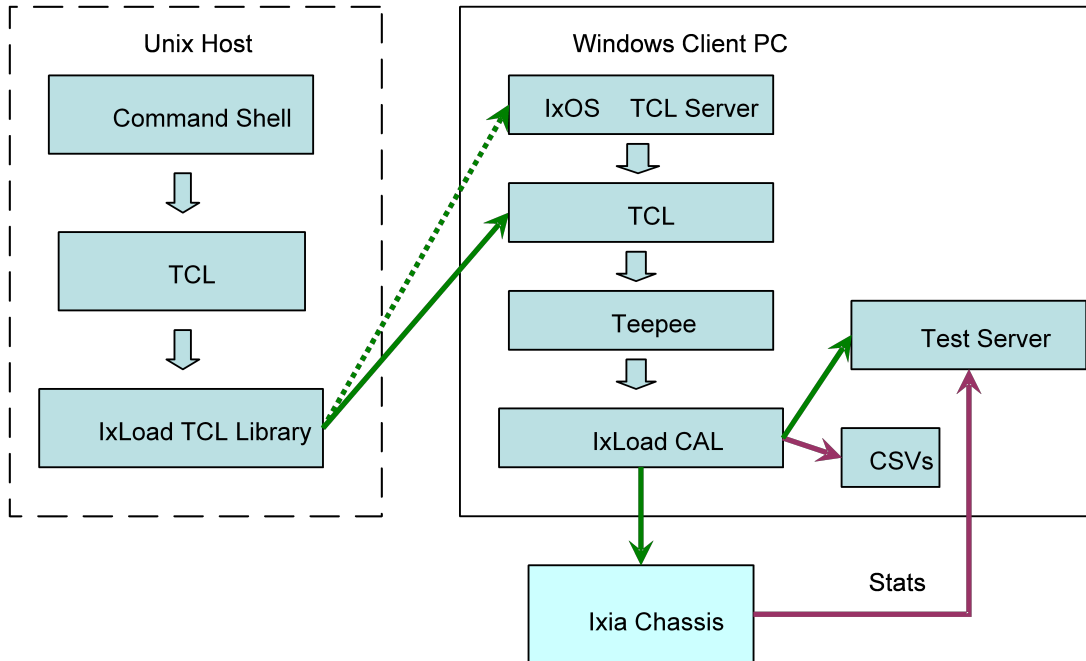 Unix Host
Command Shell
TCL
IxLoad TCL Library
Windows Client PC
IxOS TCL Server
TCL
Teepee
IxLoad CAL
Test Server
CSVs
Ixia Chassis
Stats